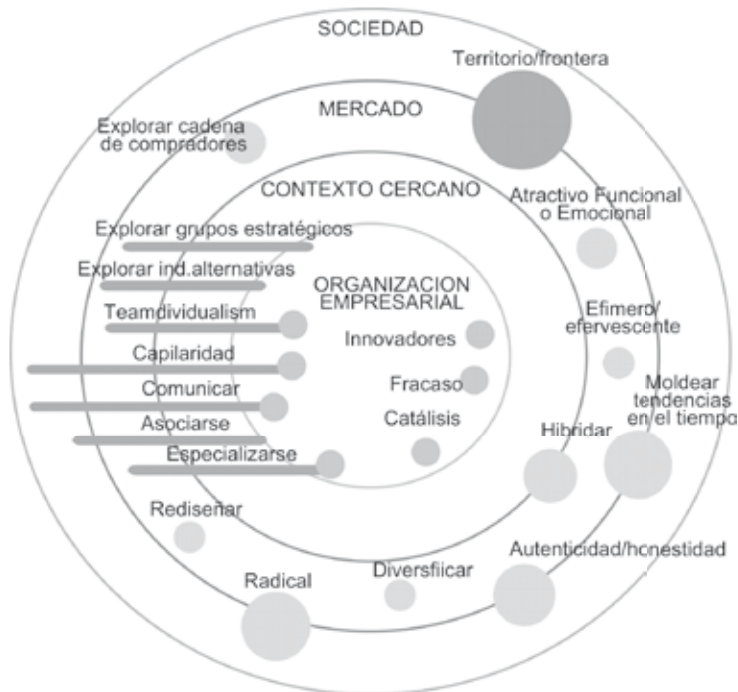 SOCIEDAD
Territorio/frontera
MERCADO
Explorar cadena
de compradores
CONTEXTO CERCANO
Atractivo Funcional
o Emocional
Explorar grupos estratégicos
Explorar ind.alternativas
ORGANIZACION
EMPRESARIAL
Teamdividualism
Efimero/
efervescente
Innovadores
Capilaridad
Moldear
tendencias
en el tiempo
Comunicar
Fracaso
Asociarse
Catálisis
Hibridar
Especializarse
Rediseñar
Autenticidad/honestidad
Radical
Diversfiicar